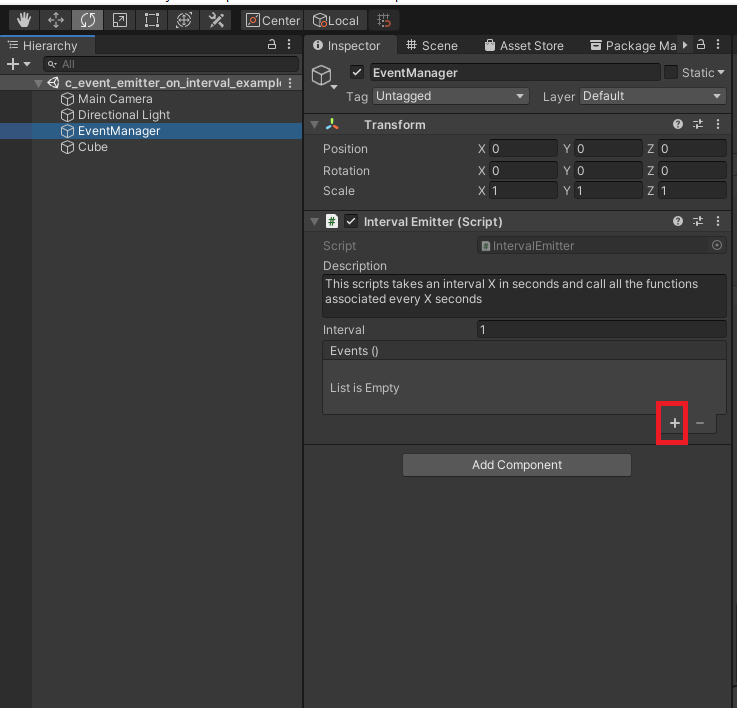 Center
Local
Hierarchy
All
c_event_emitter_on_interval_example
Main Camera
Directional Light
EventManager
Cube
Inspector
Scene
Asset Store
Package Ma
EventManager
Static
Tag Untagged Layer Default
Transform
Position X 0 Y 0 Z 0
Rotation X 0 Y 0 Z 0
Scale X 1 Y 1 Z 1
# Interval Emitter (Script)
Script IntervalEmitter
Description
This scripts takes an interval X in seconds and call all the functions
associated every X seconds
Interval 1
Events ()
List is Empty
+ −
Add Component